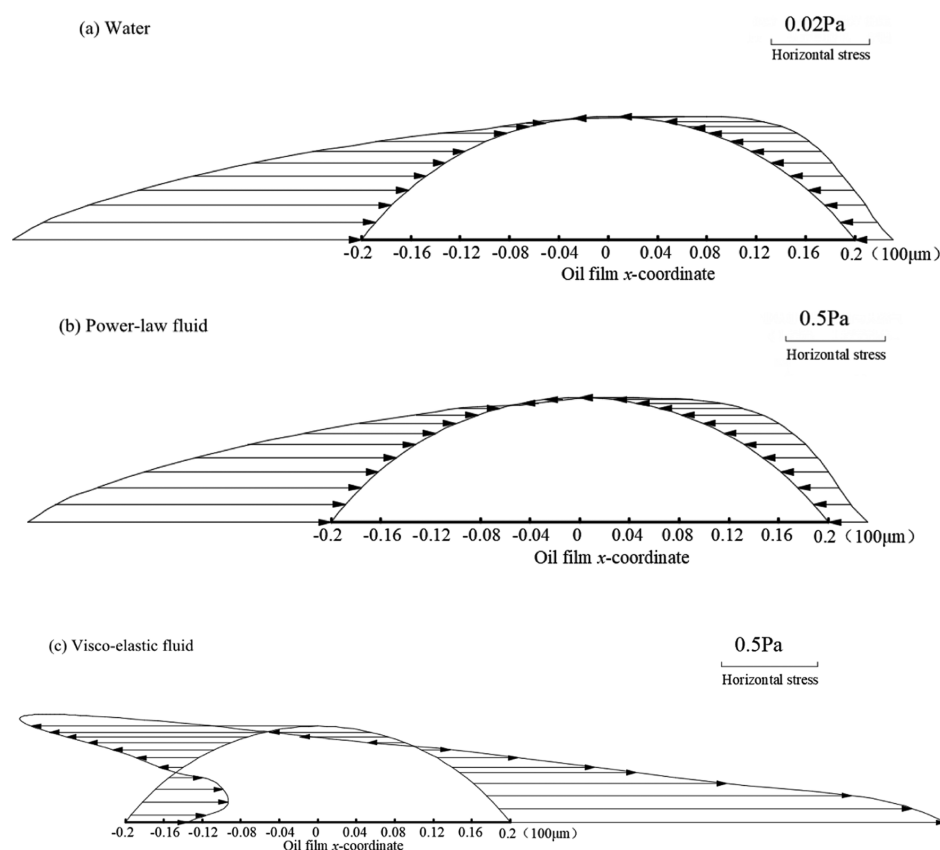 (a) Water
0.02Pa
Horizontal stress
-0.2 -0.16 -0.12 -0.08 -0.04 0 0.04 0.08 0.12 0.16 0.2（100μm）
Oil film x-coordinate
(b) Power-law fluid
0.5Pa
Horizontal stress
-0.2 -0.16 -0.12 -0.08 -0.04 0 0.04 0.08 0.12 0.16 0.2（100μm）
Oil film x-coordinate
(c) Visco-elastic fluid
0.5Pa
Horizontal stress
-0.2 -0.16 -0.12 -0.08 -0.04 0 0.04 0.08 0.12 0.16 0.2（100μm）
Oil film x-coordinate